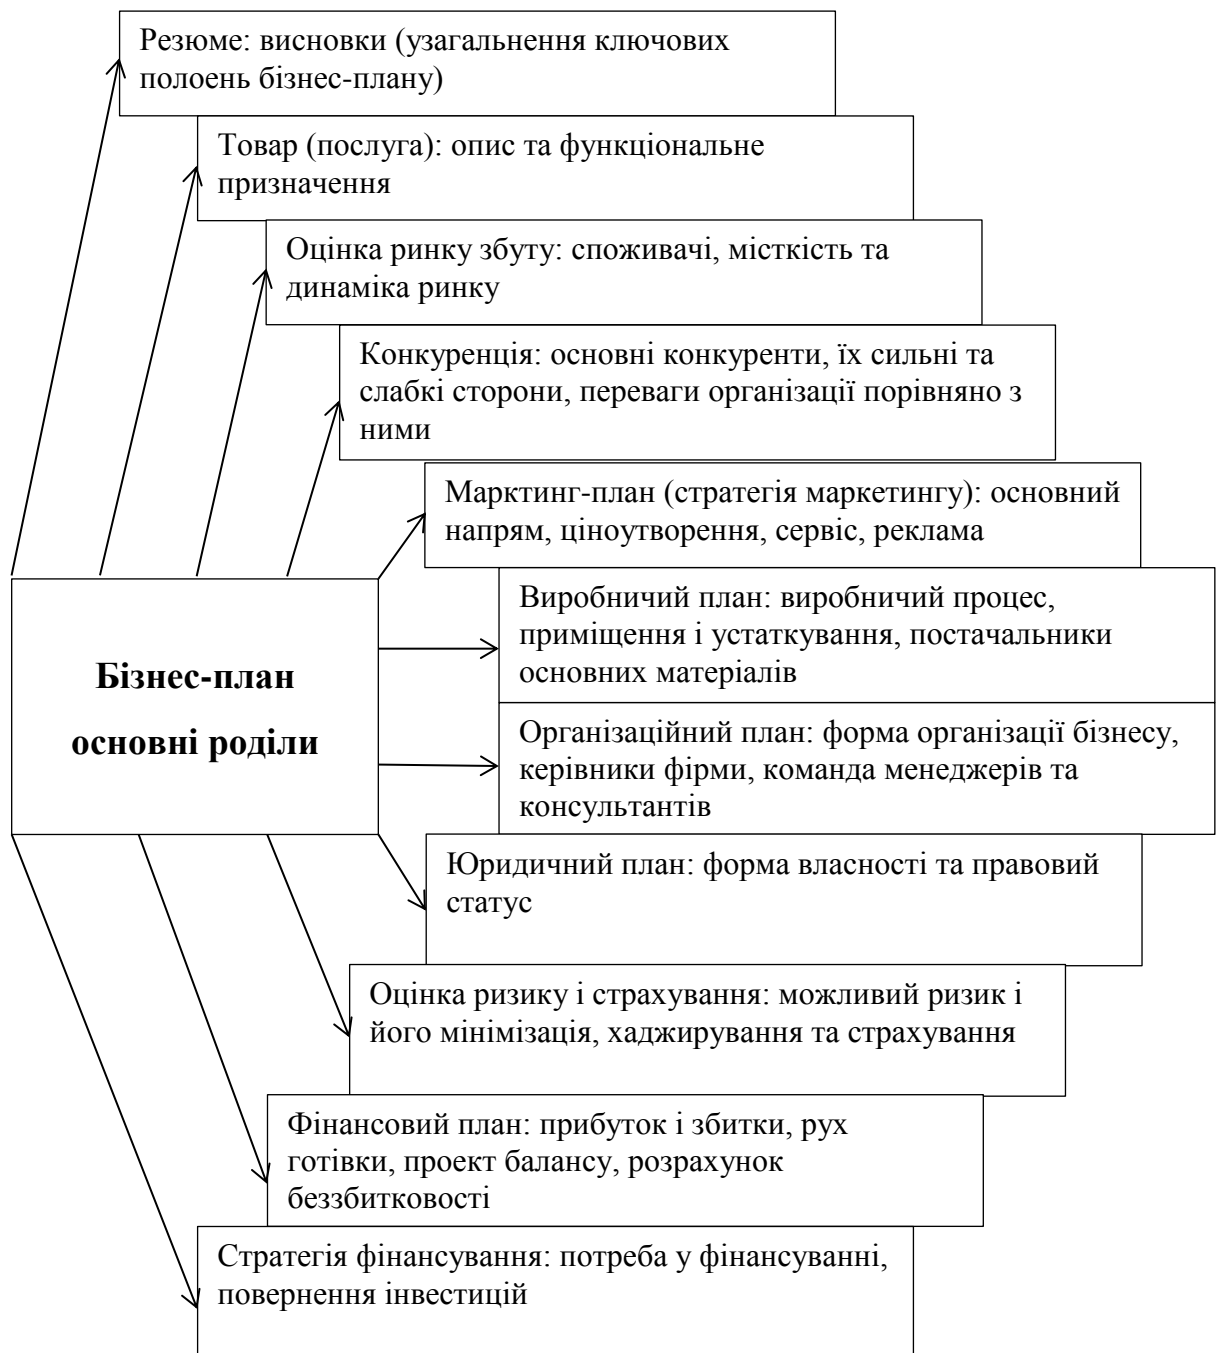 Резюме: висновки (узагальнення ключових
полоень бізнес-плану)
Товар (послуга): опис та функціональне
призначення
Оцінка ринку збуту: споживачі, місткість та
динаміка ринку
Конкуренція: основні конкуренти, їх сильні та
слабкі сторони, переваги організації порівняно з
ними
Марктинг-план (стратегія маркетингу): основний
напрям, ціноутворення, сервіс, реклама
Бізнес-план
основні роділи
Виробничий план: виробничий процес,
приміщення і устаткування, постачальники
основних матеріалів
Організаційний план: форма організації бізнесу,
керівники фірми, команда менеджерів та
консультантів
Юридичний план: форма власності та правовий
статус
Оцінка ризику і страхування: можливий ризик і
його мінімізація, хаджирування та страхування
Фінансовий план: прибуток і збитки, рух
готівки, проект балансу, розрахунок
беззбитковості
Стратегія фінансування: потреба у фінансуванні,
повернення інвестицій